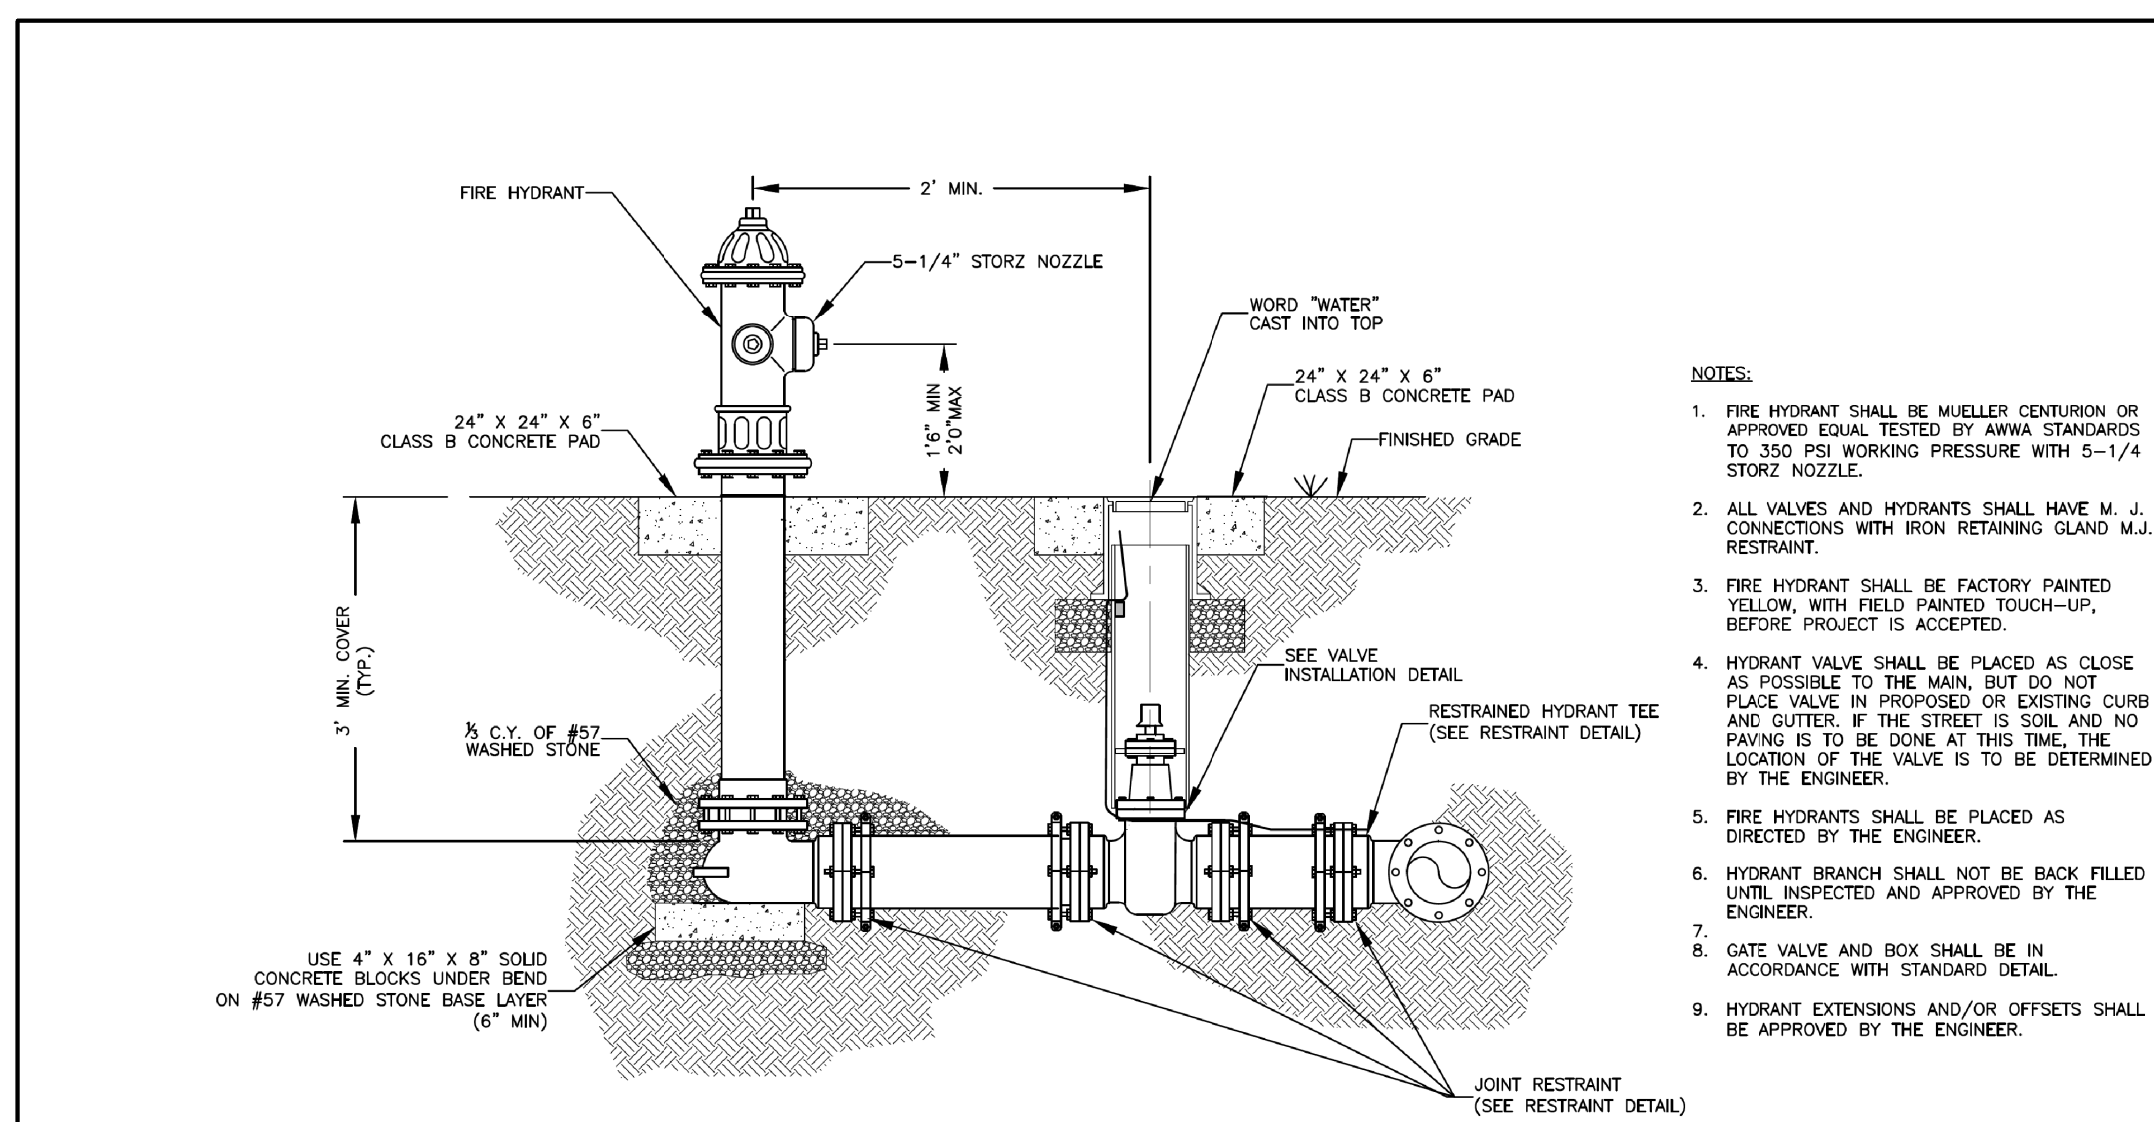 2' MIN.
FIRE HYDRANT
5-1/4" STORZ NOZZLE
WORD "WATER"
CAST INTO TOP
24" X 24" X 6"
CLASS B CONCRETE PAD
1'6" MIN
2'0"MAX
24" X 24" X 6"
CLASS B CONCRETE PAD
FINISHED GRADE
3' MIN. COVER
(TYP.)
SEE VALVE
INSTALLATION DETAIL
RESTRAINED HYDRANT TEE
(SEE RESTRAINT DETAIL)
⅓ C.Y. OF #57
WASHED STONE
USE 4" X 16" X 8" SOLID
CONCRETE BLOCKS UNDER BEND
ON #57 WASHED STONE BASE LAYER
(6" MIN)
JOINT RESTRAINT
(SEE RESTRAINT DETAIL)
NOTES:
1. FIRE HYDRANT SHALL BE MUELLER CENTURION OR
APPROVED EQUAL TESTED BY AWWA STANDARDS
TO 350 PSI WORKING PRESSURE WITH 5-1/4
STORZ NOZZLE.
2. ALL VALVES AND HYDRANTS SHALL HAVE M. J.
CONNECTIONS WITH IRON RETAINING GLAND M.J.
RESTRAINT.
3. FIRE HYDRANT SHALL BE FACTORY PAINTED
YELLOW, WITH FIELD PAINTED TOUCH-UP,
BEFORE PROJECT IS ACCEPTED.
4. HYDRANT VALVE SHALL BE PLACED AS CLOSE
AS POSSIBLE TO THE MAIN, BUT DO NOT
PLACE VALVE IN PROPOSED OR EXISTING CURB
AND GUTTER. IF THE STREET IS SOIL AND NO
PAVING IS TO BE DONE AT THIS TIME, THE
LOCATION OF THE VALVE IS TO BE DETERMINED
BY THE ENGINEER.
5. FIRE HYDRANTS SHALL BE PLACED AS
DIRECTED BY THE ENGINEER.
6. HYDRANT BRANCH SHALL NOT BE BACK FILLED
UNTIL INSPECTED AND APPROVED BY THE
ENGINEER.
7.
8. GATE VALVE AND BOX SHALL BE IN
ACCORDANCE WITH STANDARD DETAIL.
9. HYDRANT EXTENSIONS AND/OR OFFSETS SHALL
BE APPROVED BY THE ENGINEER.